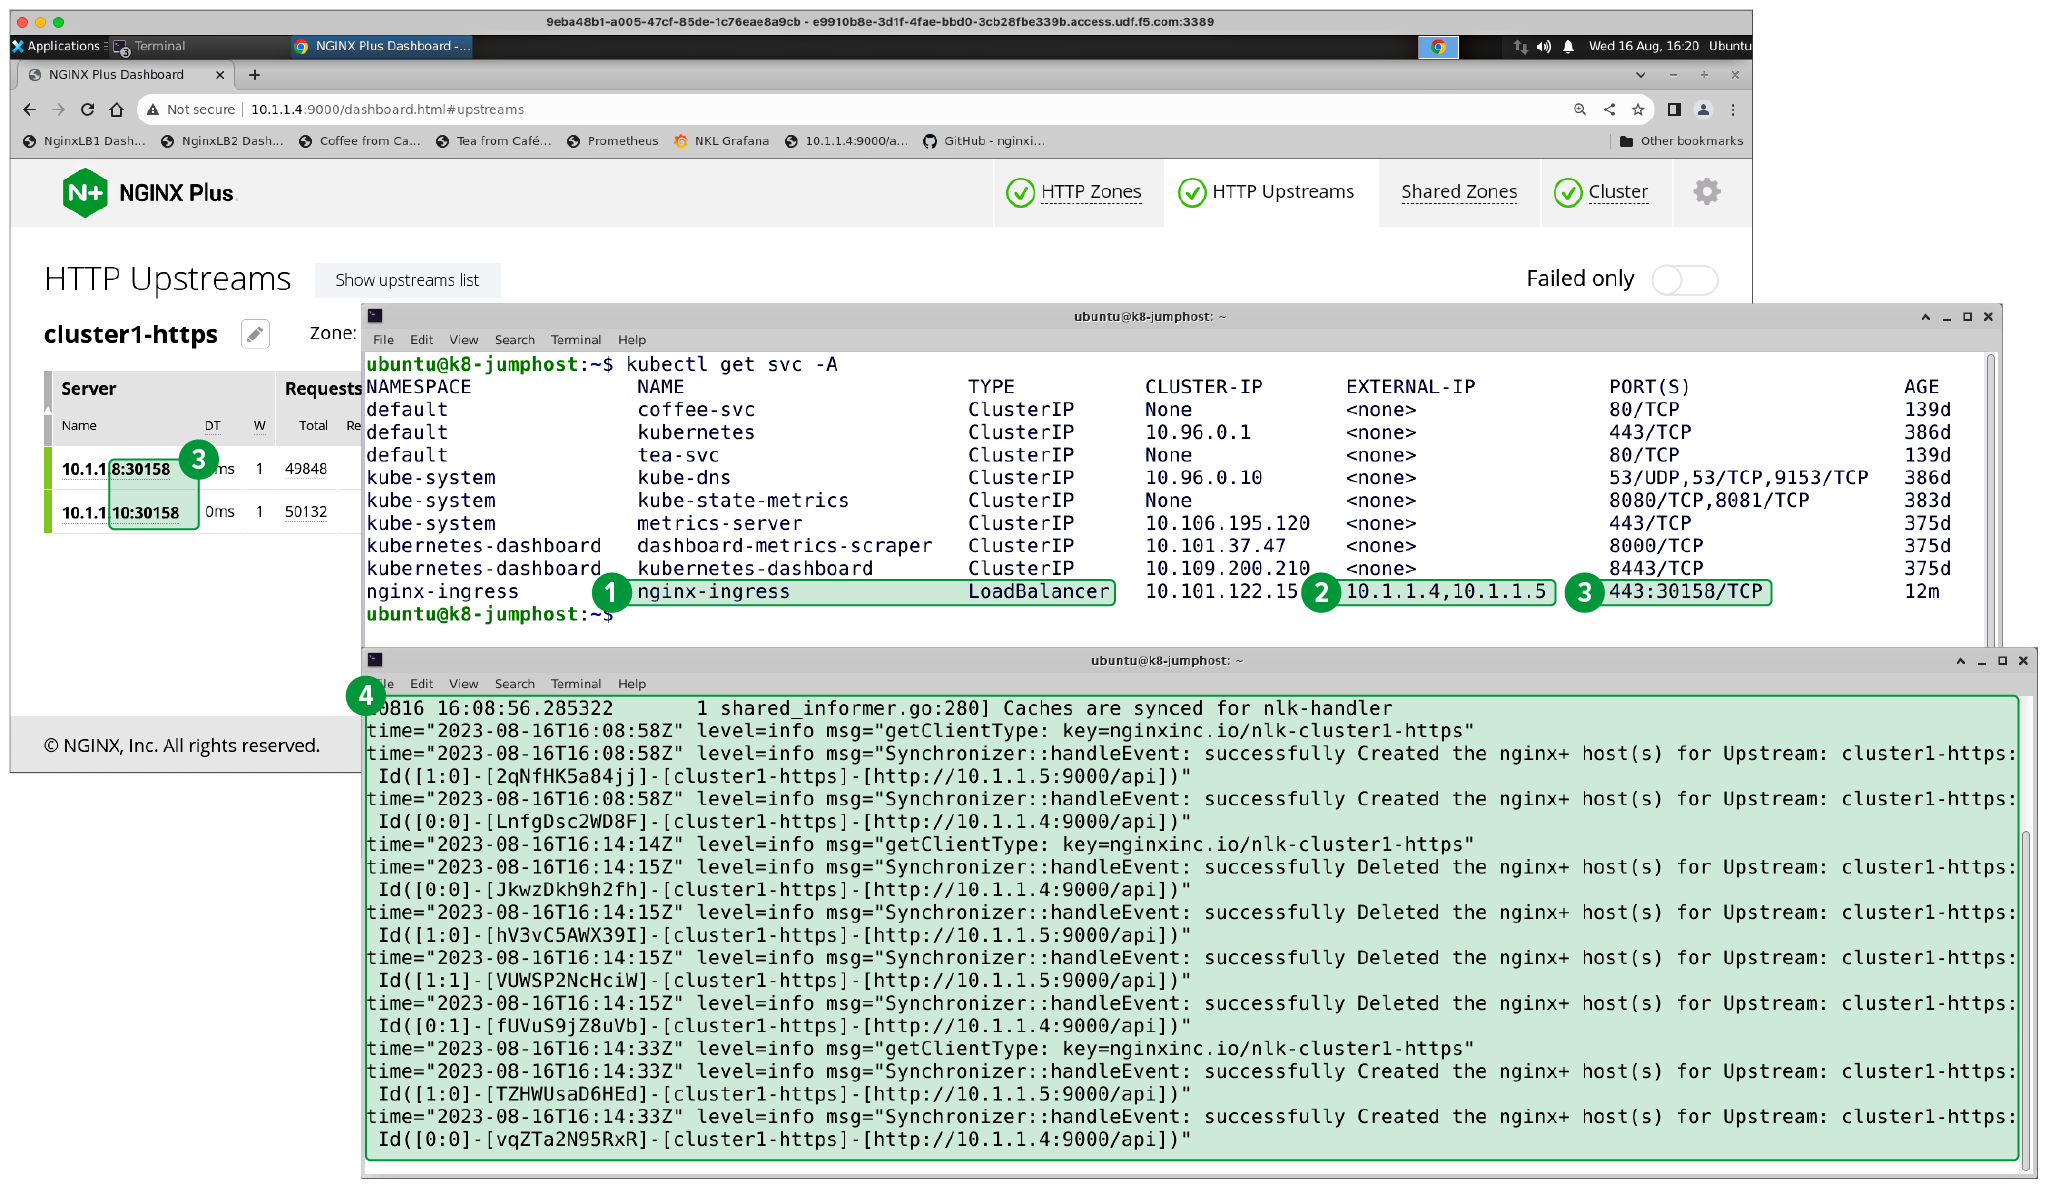 9eba48b1-a005-47cf-85de-1c76eae8a9cb - e9910b8e-3d1f-4fae-bbd0-3cb28fbe339b.access.udf.f5.com:3389
Applications
3
Terminal
NGINX Plus Dashboard -...
Wed 16 Aug, 16:20
Ubuntu
NGINX Plus Dashboard
Not secure
10.1.1.4:9000/dashboard.html#upstreams
NginxLB1 Dash...
NginxLB2 Dash...
Coffee from Ca...
Tea from Café...
Prometheus
NKL Grafana
10.1.1.4:9000/a...
GitHub - nginxi...
Other bookmarks
N+ NGINX Plus
HTTP Zones
HTTP Upstreams
Shared Zones
Cluster
HTTP Upstreams
Show upstreams list
Failed only
cluster1-https
Zone:
Server
Requests
Name DT W Total Re
10.1.1.8:30158 3 ms 1 49848
10.1.1.10:30158 0ms 1 50132
© NGINX, Inc. All rights reserved.
ubuntu@k8-jumphost: ~
File Edit View Search Terminal Help
ubuntu@k8-jumphost:~$ kubectl get svc -A
NAMESPACE NAME TYPE CLUSTER-IP EXTERNAL-IP PORT(S) AGE
default coffee-svc ClusterIP None <none> 80/TCP 139d
default kubernetes ClusterIP 10.96.0.1 <none> 443/TCP 386d
default tea-svc ClusterIP None <none> 80/TCP 139d
kube-system kube-dns ClusterIP 10.96.0.10 <none> 53/UDP,53/TCP,9153/TCP 386d
kube-system kube-state-metrics ClusterIP None <none> 8080/TCP,8081/TCP 383d
kube-system metrics-server ClusterIP 10.106.195.120 <none> 443/TCP 375d
kubernetes-dashboard dashboard-metrics-scraper ClusterIP 10.101.37.47 <none> 8000/TCP 375d
kubernetes-dashboard kubernetes-dashboard ClusterIP 10.109.200.210 <none> 8443/TCP 375d
nginx-ingress 1 nginx-ingress LoadBalancer 10.101.122.15 2 10.1.1.4,10.1.1.5 3 443:30158/TCP 12m
ubuntu@k8-jumphost:~$
ubuntu@k8-jumphost: ~
4 File Edit View Search Terminal Help
0816 16:08:56.285322 1 shared_informer.go:280] Caches are synced for nlk-handler
time="2023-08-16T16:08:58Z" level=info msg="getClientType: key=nginxinc.io/nlk-cluster1-https"
time="2023-08-16T16:08:58Z" level=info msg="Synchronizer::handleEvent: successfully Created the nginx+ host(s) for Upstream: cluster1-https:
Id([1:0]-[2qNfHK5a84jj]-[cluster1-https]-[http://10.1.1.5:9000/api])"
time="2023-08-16T16:08:58Z" level=info msg="Synchronizer::handleEvent: successfully Created the nginx+ host(s) for Upstream: cluster1-https:
Id([0:0]-[LnfgDsc2WD8F]-[cluster1-https]-[http://10.1.1.4:9000/api])"
time="2023-08-16T16:14:14Z" level=info msg="getClientType: key=nginxinc.io/nlk-cluster1-https"
time="2023-08-16T16:14:15Z" level=info msg="Synchronizer::handleEvent: successfully Deleted the nginx+ host(s) for Upstream: cluster1-https:
Id([0:0]-[JkwzDkh9h2fh]-[cluster1-https]-[http://10.1.1.4:9000/api])"
time="2023-08-16T16:14:15Z" level=info msg="Synchronizer::handleEvent: successfully Deleted the nginx+ host(s) for Upstream: cluster1-https:
Id([1:0]-[hV3vC5AWX39I]-[cluster1-https]-[http://10.1.1.5:9000/api])"
time="2023-08-16T16:14:15Z" level=info msg="Synchronizer::handleEvent: successfully Deleted the nginx+ host(s) for Upstream: cluster1-https:
Id([1:1]-[VUWSP2NcHciW]-[cluster1-https]-[http://10.1.1.5:9000/api])"
time="2023-08-16T16:14:15Z" level=info msg="Synchronizer::handleEvent: successfully Deleted the nginx+ host(s) for Upstream: cluster1-https:
Id([0:1]-[fUVuS9jZ8uVb]-[cluster1-https]-[http://10.1.1.4:9000/api])"
time="2023-08-16T16:14:33Z" level=info msg="getClientType: key=nginxinc.io/nlk-cluster1-https"
time="2023-08-16T16:14:33Z" level=info msg="Synchronizer::handleEvent: successfully Created the nginx+ host(s) for Upstream: cluster1-https:
Id([1:0]-[TZHWUsaD6HEd]-[cluster1-https]-[http://10.1.1.5:9000/api])"
time="2023-08-16T16:14:33Z" level=info msg="Synchronizer::handleEvent: successfully Created the nginx+ host(s) for Upstream: cluster1-https:
Id([0:0]-[vqZTa2N95RxR]-[cluster1-https]-[http://10.1.1.4:9000/api])"